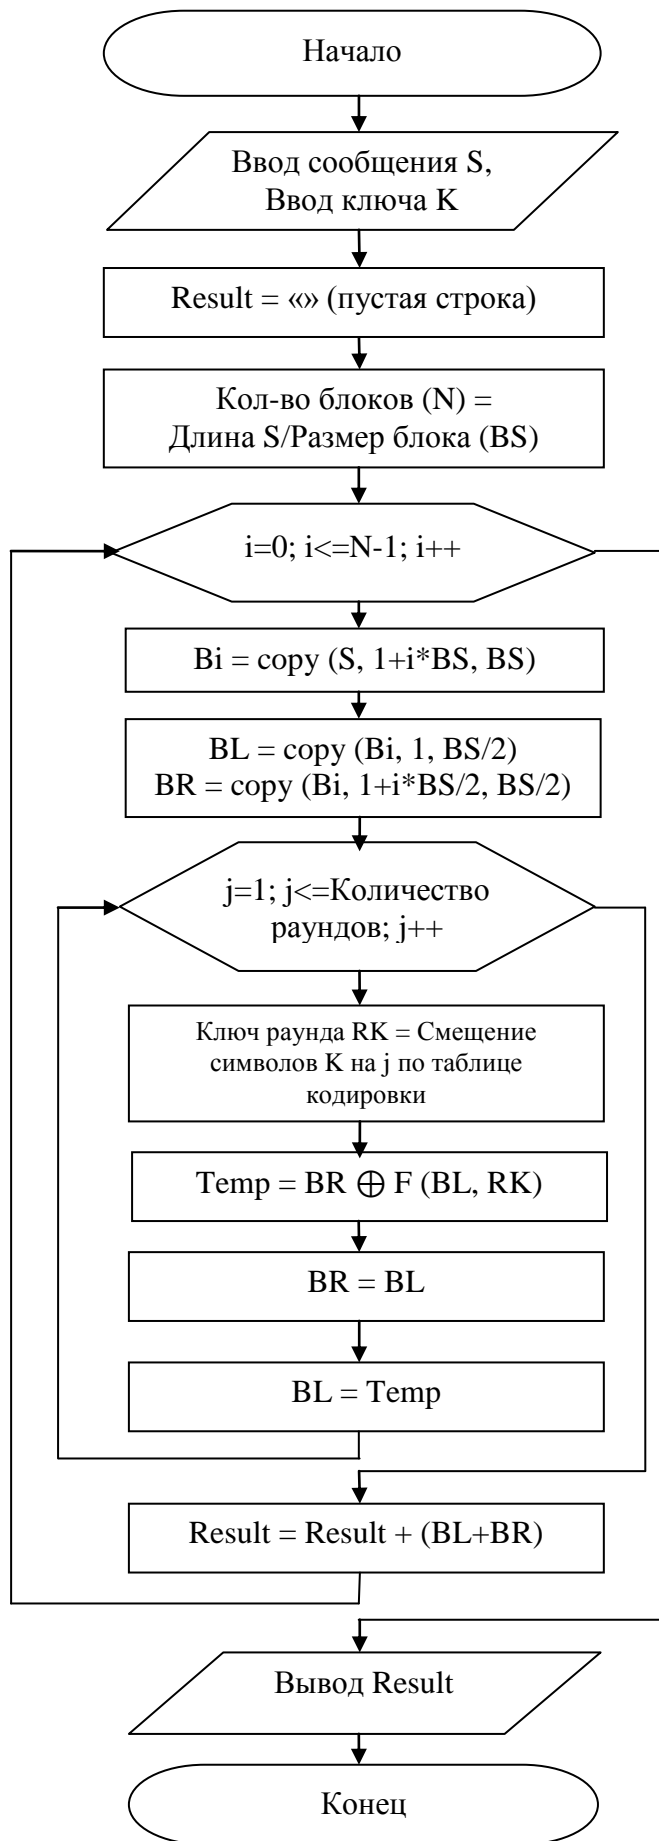 Начало
Ввод сообщения S,
Ввод ключа K
Result = «» (пустая строка)
Кол-во блоков (N) =
Длина S/Размер блока (BS)
i=0; i<=N-1; i++
Bi = copy (S, 1+i*BS, BS)
BL = copy (Bi, 1, BS/2)
BR = copy (Bi, 1+i*BS/2, BS/2)
j=1; j<=Количество
раундов; j++
Ключ раунда RK = Смещение
символов K на j по таблице
кодировки
Temp = BR ⊕ F (BL, RK)
BR = BL
BL = Temp
Result = Result + (BL+BR)
Вывод Result
Конец